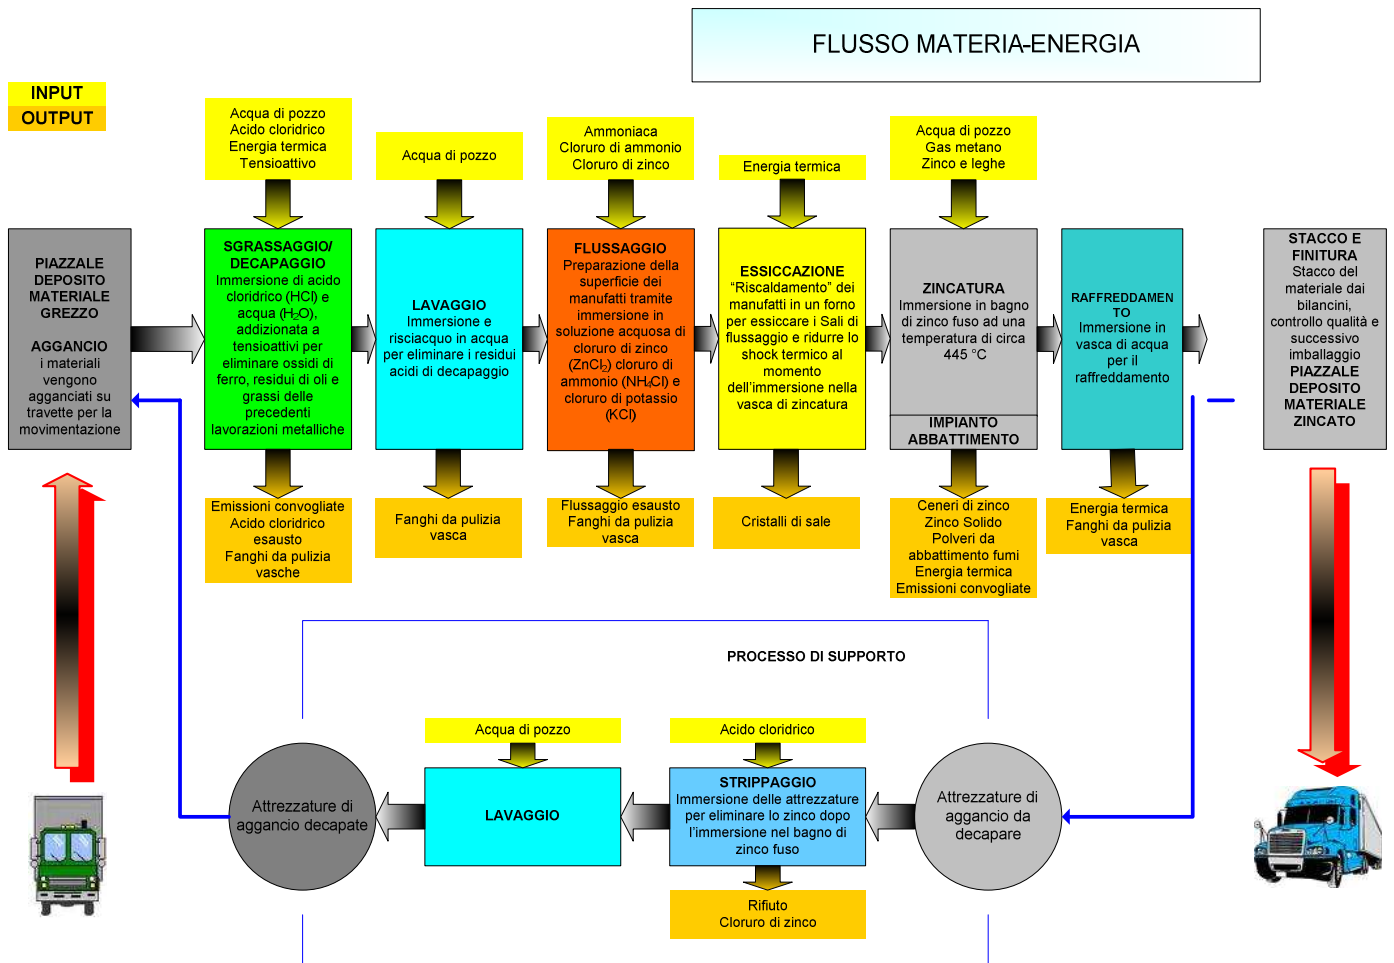 FLUSSO MATERIA-ENERGIA
INPUT
OUTPUT
Acqua di pozzo
Acido cloridrico
Energia termica
Tensioattivo
Acqua di pozzo
Ammoniaca
Cloruro di ammonio
Cloruro di zinco
Energia termica
Acqua di pozzo
Gas metano
Zinco e leghe
PIAZZALE
DEPOSITO
MATERIALE
GREZZO
AGGANCIO
i materiali
vengono
agganciati su
travette per la
movimentazione
SGRASSAGGIO/
DECAPAGGIO
Immersione di acido
cloridrico (HCl) e
acqua (H2O),
addizionata a
tensioattivi per
eliminare ossidi di
ferro, residui di oli e
grassi delle
precedenti
lavorazioni metalliche
LAVAGGIO
Immersione e
risciacquo in acqua
per eliminare i residui
acidi di decapaggio
FLUSSAGGIO
Preparazione della
superficie dei
manufatti tramite
immersione in
soluzione acquosa di
cloruro di zinco
(ZnCl2) cloruro di
ammonio (NH4Cl) e
cloruro di potassio
(KCl)
ESSICCAZIONE
“Riscaldamento” dei
manufatti in un forno
per essiccare i Sali di
flussaggio e ridurre lo
shock termico al
momento
dell’immersione nella
vasca di zincatura
ZINCATURA
Immersione in bagno
di zinco fuso ad una
temperatura di circa
445 °C
IMPIANTO
ABBATTIMENTO
RAFFREDDAMEN
TO
Immersione in
vasca di acqua
per il
raffreddamento
STACCO E
FINITURA
Stacco del
materiale dai
bilancini,
controllo qualità e
successivo
imballaggio
PIAZZALE
DEPOSITO
MATERIALE
ZINCATO
Emissioni convogliate
Acido cloridrico
esausto
Fanghi da pulizia
vasche
Fanghi da pulizia
vasca
Flussaggio esausto
Fanghi da pulizia
vasca
Cristalli di sale
Ceneri di zinco
Zinco Solido
Polveri da
abbattimento fumi
Energia termica
Emissioni convogliate
Energia termica
Fanghi da pulizia
vasca
PROCESSO DI SUPPORTO
Acqua di pozzo
Acido cloridrico
Attrezzature di
aggancio decapate
LAVAGGIO
STRIPPAGGIO
Immersione delle attrezzature
per eliminare lo zinco dopo
l’immersione nel bagno di
zinco fuso
Attrezzature di
aggancio da
decapare
Rifiuto
Cloruro di zinco